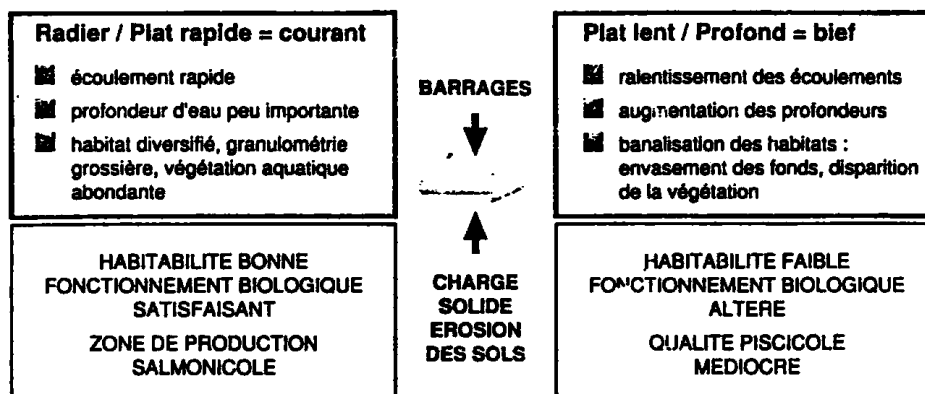 Radier / Plat rapide = courant
écoulement rapide
profondeur d'eau peu importante
habitat diversifié, granulométrie
grossière, végétation aquatique
abondante
HABITABILITE BONNE
FONCTIONNEMENT BIOLOGIQUE
SATISFAISANT
ZONE DE PRODUCTION
SALMONICOLE
BARRAGES
CHARGE
SOLIDE
EROSION
DES SOLS
Plat lent / Profond = bief
ralentissement des écoulements
augmentation des profondeurs
banalisation des habitats :
envasement des fonds, disparition
de la végétation
HABITABILITE FAIBLE
FONCTIONNEMENT BIOLOGIQUE
ALTERE
QUALITE PISCICOLE
MEDIOCRE